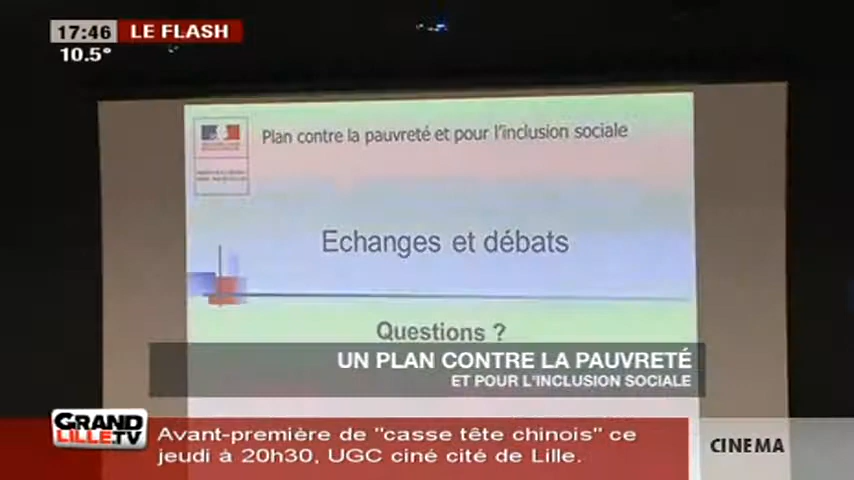 17:46 LE FLASH
10.5°
Plan contre la pauvreté et pour l'inclusion sociale
Echanges et débats
Questions ?
UN PLAN CONTRE LA PAUVRETÉ
ET POUR L'INCLUSION SOCIALE
GRAND
LILLE.TV
Avant-première de "casse tête chinois" ce
jeudi à 20h30, UGC ciné cité de Lille.
CINEMA